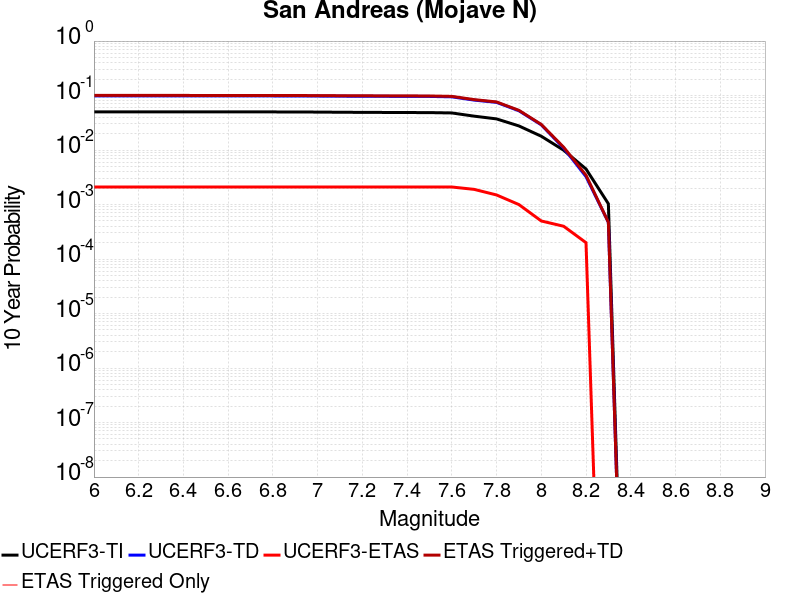 San Andreas (Mojave N)
10^0
10^-1
10^-2
10^-3
10^-4
10^-5
10^-6
10^-7
10^-8
10 Year Probability
6 6.2 6.4 6.6 6.8 7 7.2 7.4 7.6 7.8 8 8.2 8.4 8.6 8.8 9
Magnitude
UCERF3-TI UCERF3-TD UCERF3-ETAS ETAS Triggered+TD
ETAS Triggered Only